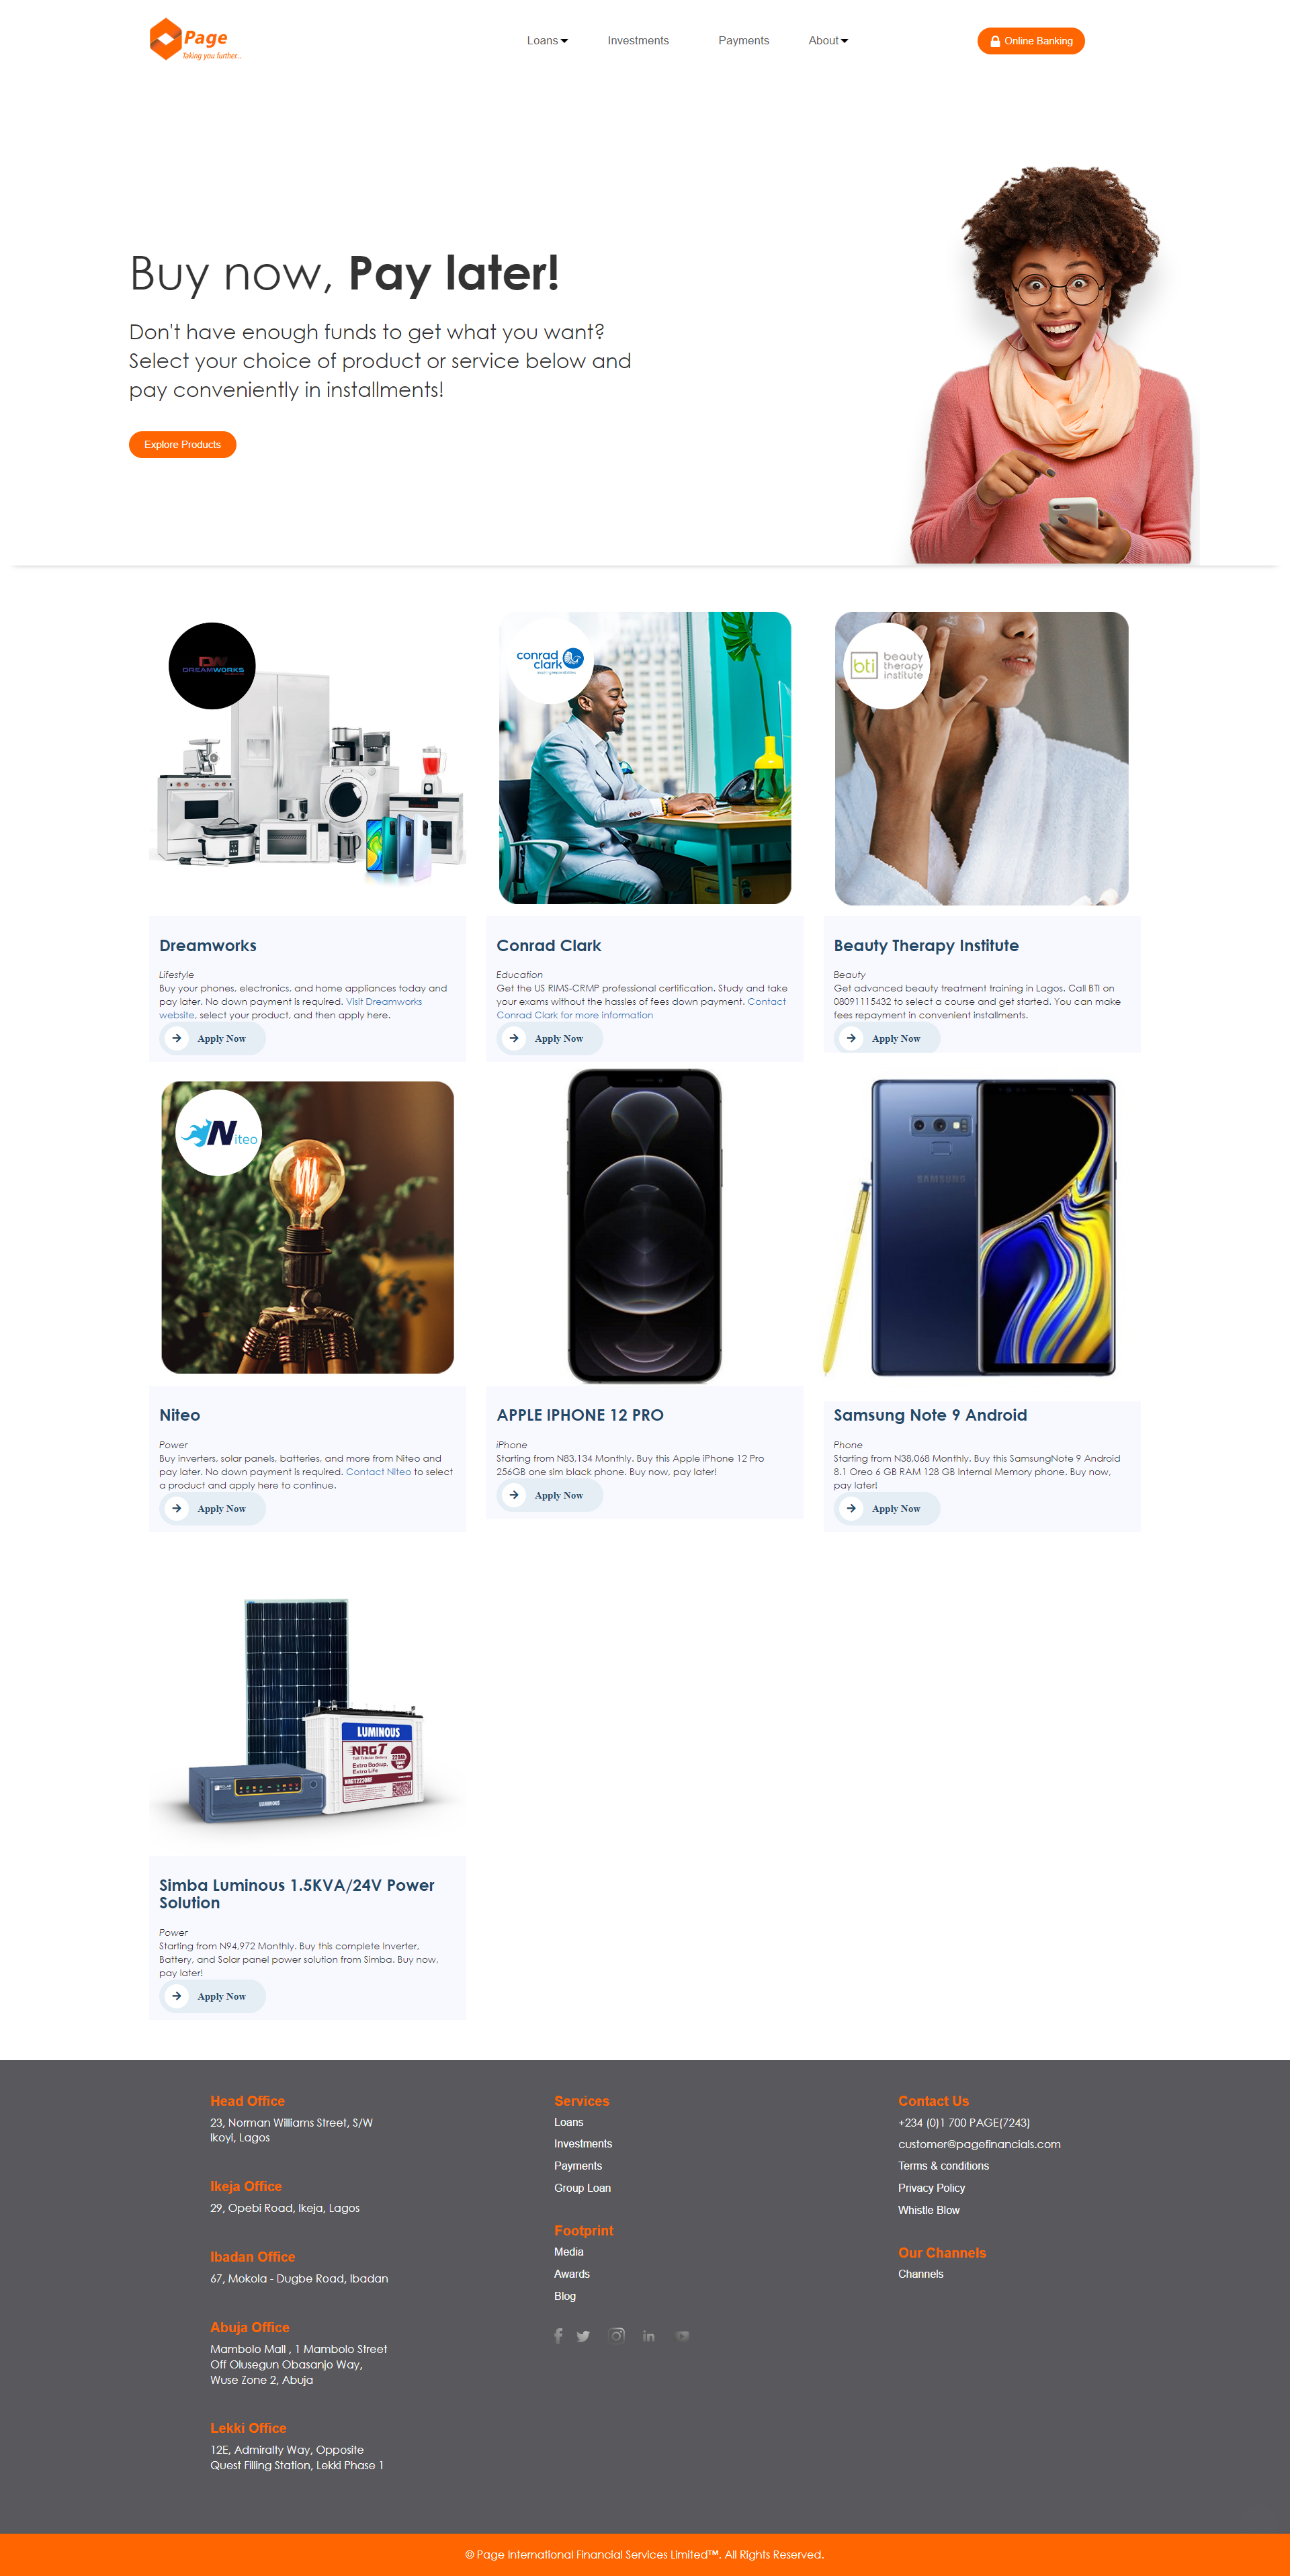 Page
Taking you further...
Loans
Investments
Payments
About
Online Banking
Buy now, Pay later!
Don't have enough funds to get what you want?
Select your choice of product or service below and
pay conveniently in installments!
Explore Products
DW
DREAMWORKS
conrad
clark
bti
beauty
therapy
institute
Dreamworks
Lifestyle
Buy your phones, electronics, and home appliances today and
pay later. No down payment is required. Visit Dreamworks
website, select your product, and then apply here.
Apply Now
Conrad Clark
Education
Get the US RIMS-CRMP professional certification. Study and take
your exams without the hassles of fees down payment. Contact
Conrad Clark for more information
Apply Now
Beauty Therapy Institute
Beauty
Get advanced beauty treatment training in Lagos. Call BTI on
08091115432 to select a course and get started. You can make
fees repayment in convenient installments.
Apply Now
Niteo
SAMSUNG
Niteo
Power
Buy inverters, solar panels, batteries, and more from Niteo and
pay later. No down payment is required. Contact Niteo to select
a product and apply here to continue.
Apply Now
APPLE IPHONE 12 PRO
iPhone
Starting from N83,134 Monthly. Buy this Apple iPhone 12 Pro
256GB one sim black phone. Buy now, pay later!
Apply Now
Samsung Note 9 Android
Phone
Starting from N38,068 Monthly. Buy this SamsungNote 9 Android
8.1 Oreo 6 GB RAM 128 GB Internal Memory phone. Buy now,
pay later!
Apply Now
LUMINOUS
NRGT
Extra Backup,
Extra Life
LUMINOUS
Simba Luminous 1.5KVA/24V Power
Solution
Power
Starting from N94,972 Monthly. Buy this complete Inverter,
Battery, and Solar panel power solution from Simba. Buy now,
pay later!
Apply Now
Head Office
23, Norman Williams Street, S/W
Ikoyi, Lagos
Ikeja Office
29, Opebi Road, Ikeja, Lagos
Ibadan Office
67, Mokola - Dugbe Road, Ibadan
Abuja Office
Mambolo Mall , 1 Mambolo Street
Off Olusegun Obasanjo Way,
Wuse Zone 2, Abuja
Lekki Office
12E, Admiralty Way, Opposite
Quest Filling Station, Lekki Phase 1
Services
Loans
Investments
Payments
Group Loan
Footprint
Media
Awards
Blog
Contact Us
+234 (0)1 700 PAGE(7243)
customer@pagefinancials.com
Terms & conditions
Privacy Policy
Whistle Blow
Our Channels
Channels
© Page International Financial Services Limited™. All Rights Reserved.